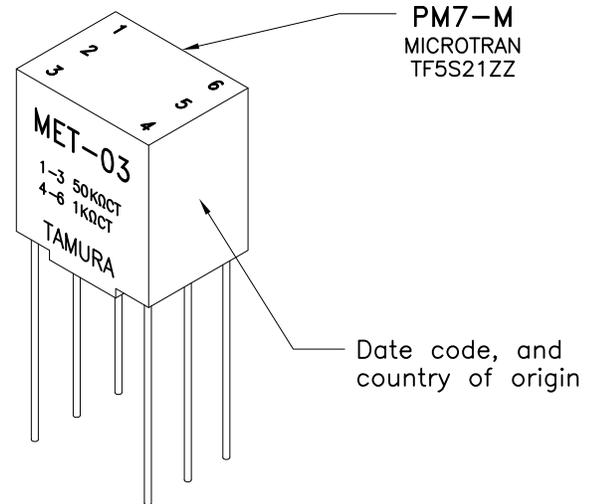 PM7-M
MICROTRAN
TF5S21ZZ
1
2
3
6
5
4
MET-03
1-3 50KΩCT
4-6 1KΩCT
TAMURA
Date code, and
country of origin